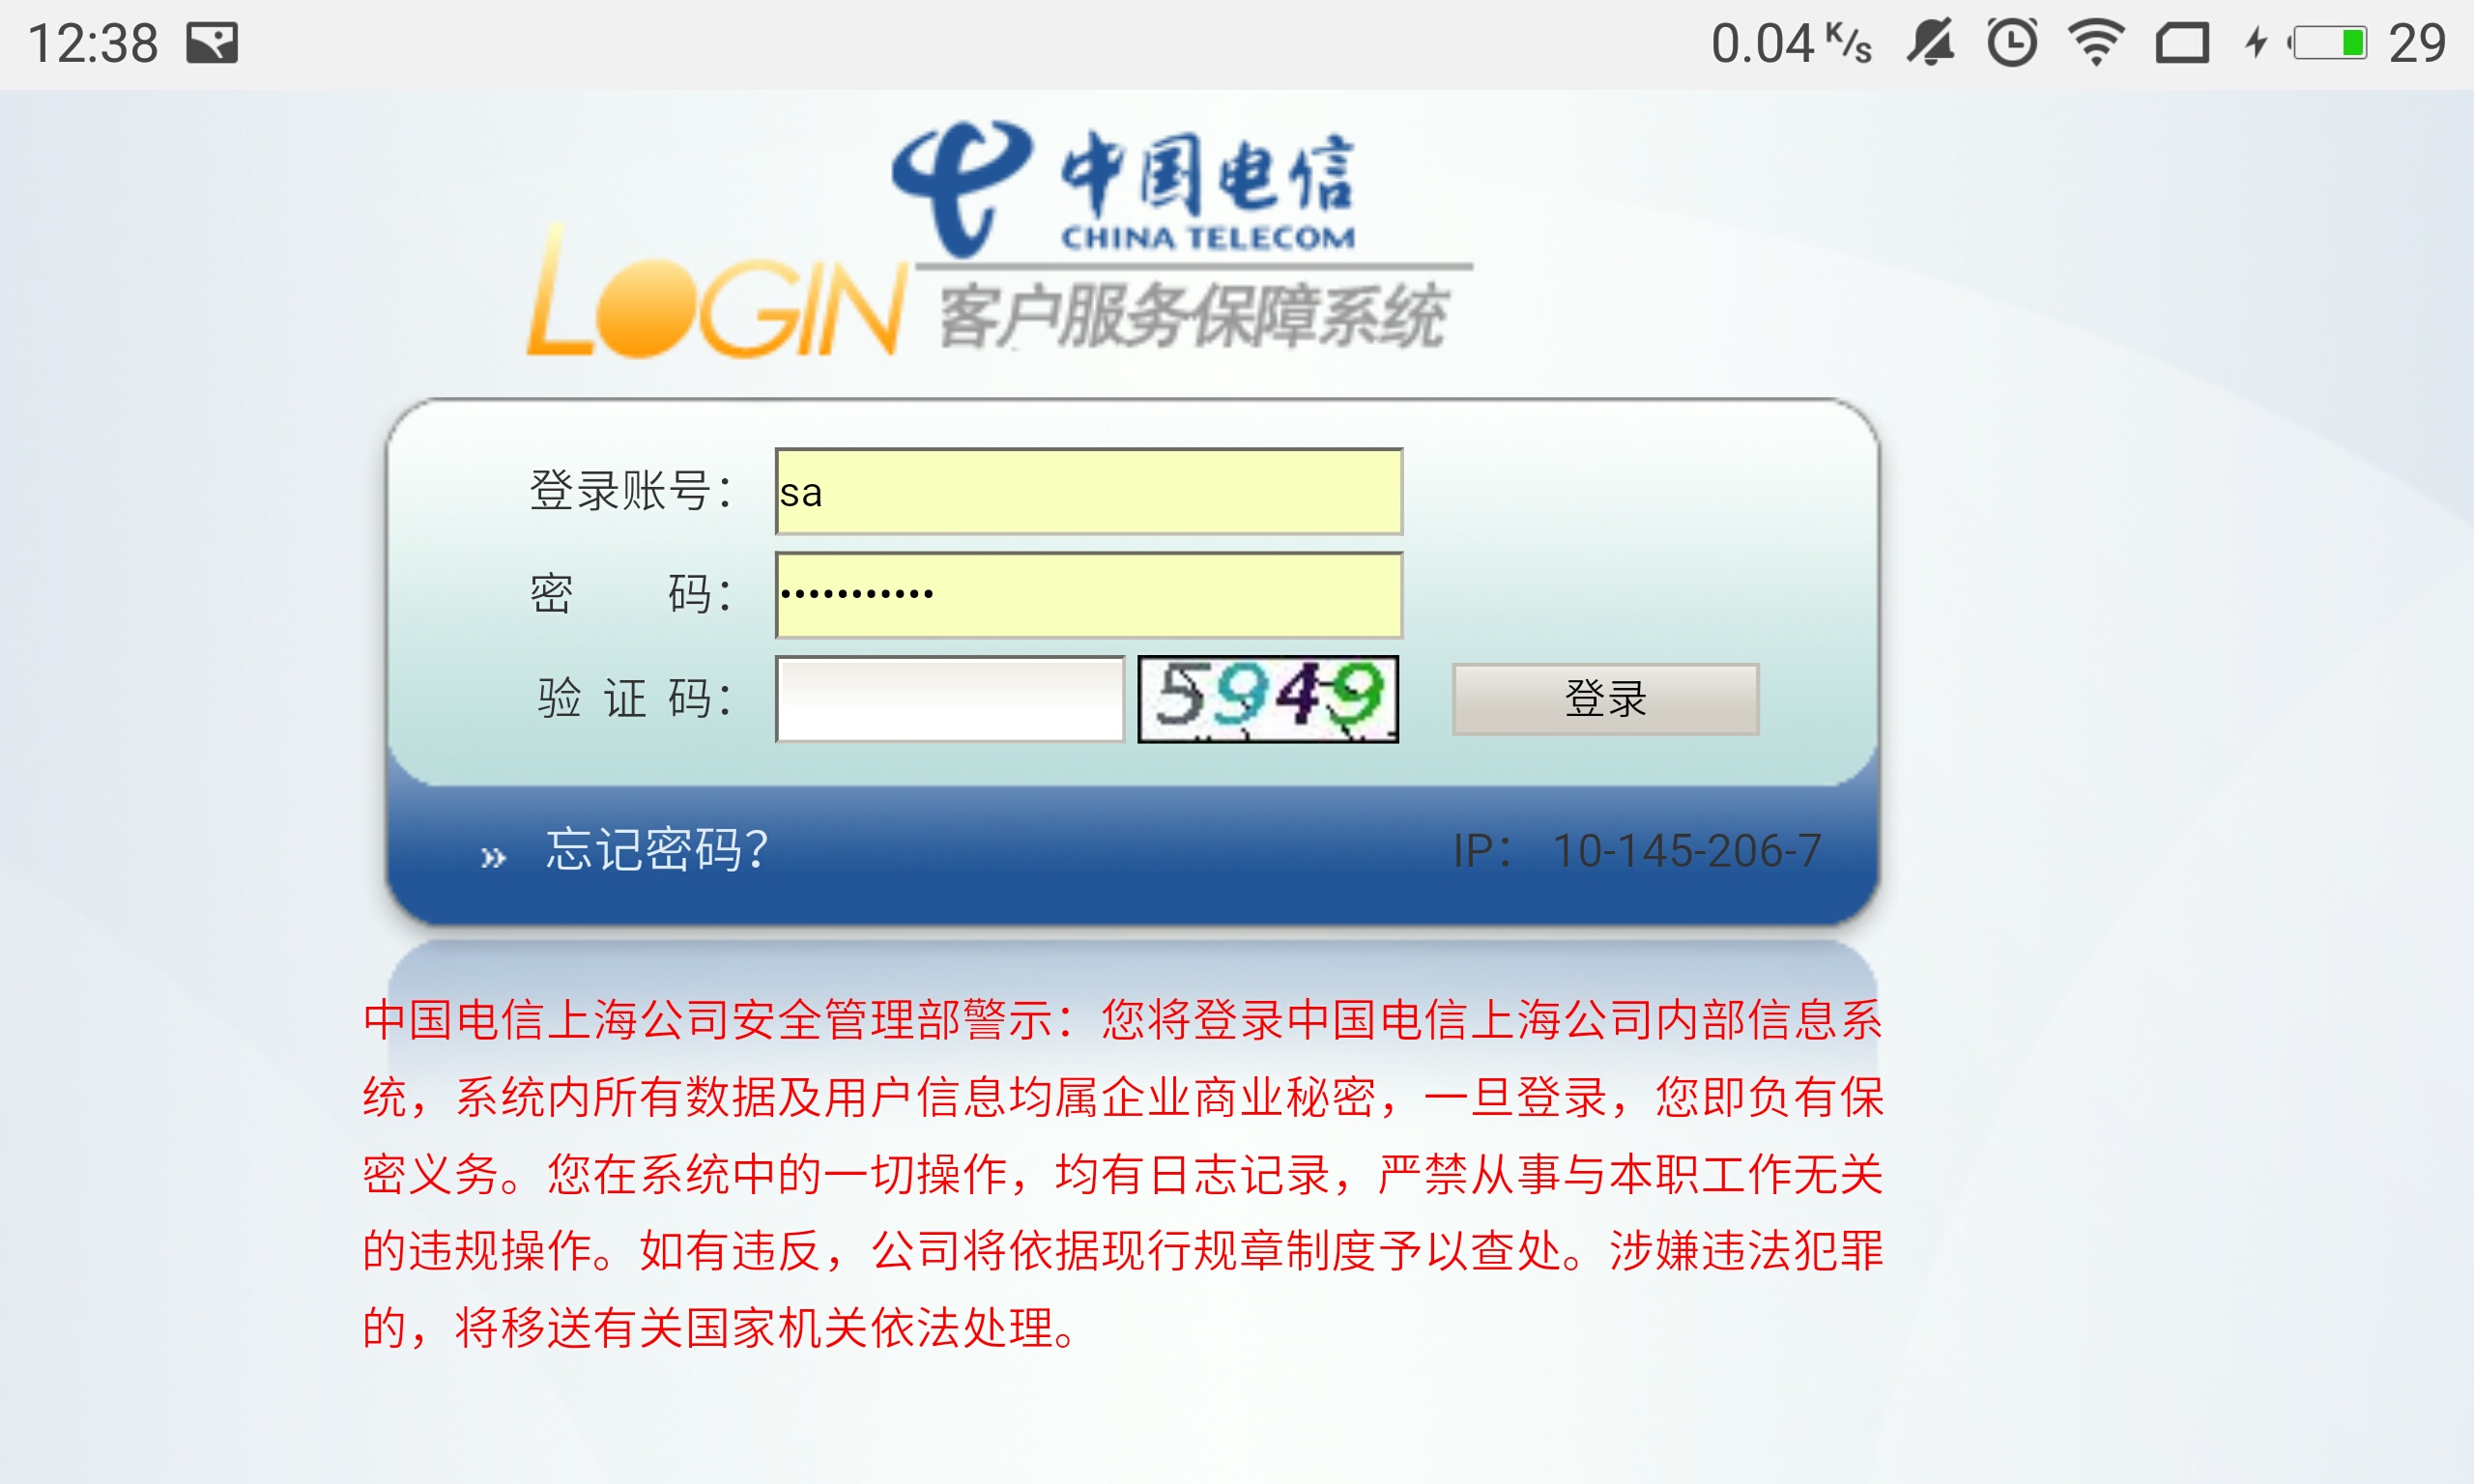 12:38
0.04 K/s
29
中国电信
CHINA TELECOM
LOGIN
客户服务保障系统
登录账号：
sa
密 码：
•••••••••••
验 证 码：
5949
登录
» 忘记密码？
IP： 10-145-206-7
中国电信上海公司安全管理部警示：您将登录中国电信上海公司内部信息系
统，系统内所有数据及用户信息均属企业商业秘密，一旦登录，您即负有保
密义务。您在系统中的一切操作，均有日志记录，严禁从事与本职工作无关
的违规操作。如有违反，公司将依据现行规章制度予以查处。涉嫌违法犯罪
的，将移送有关国家机关依法处理。